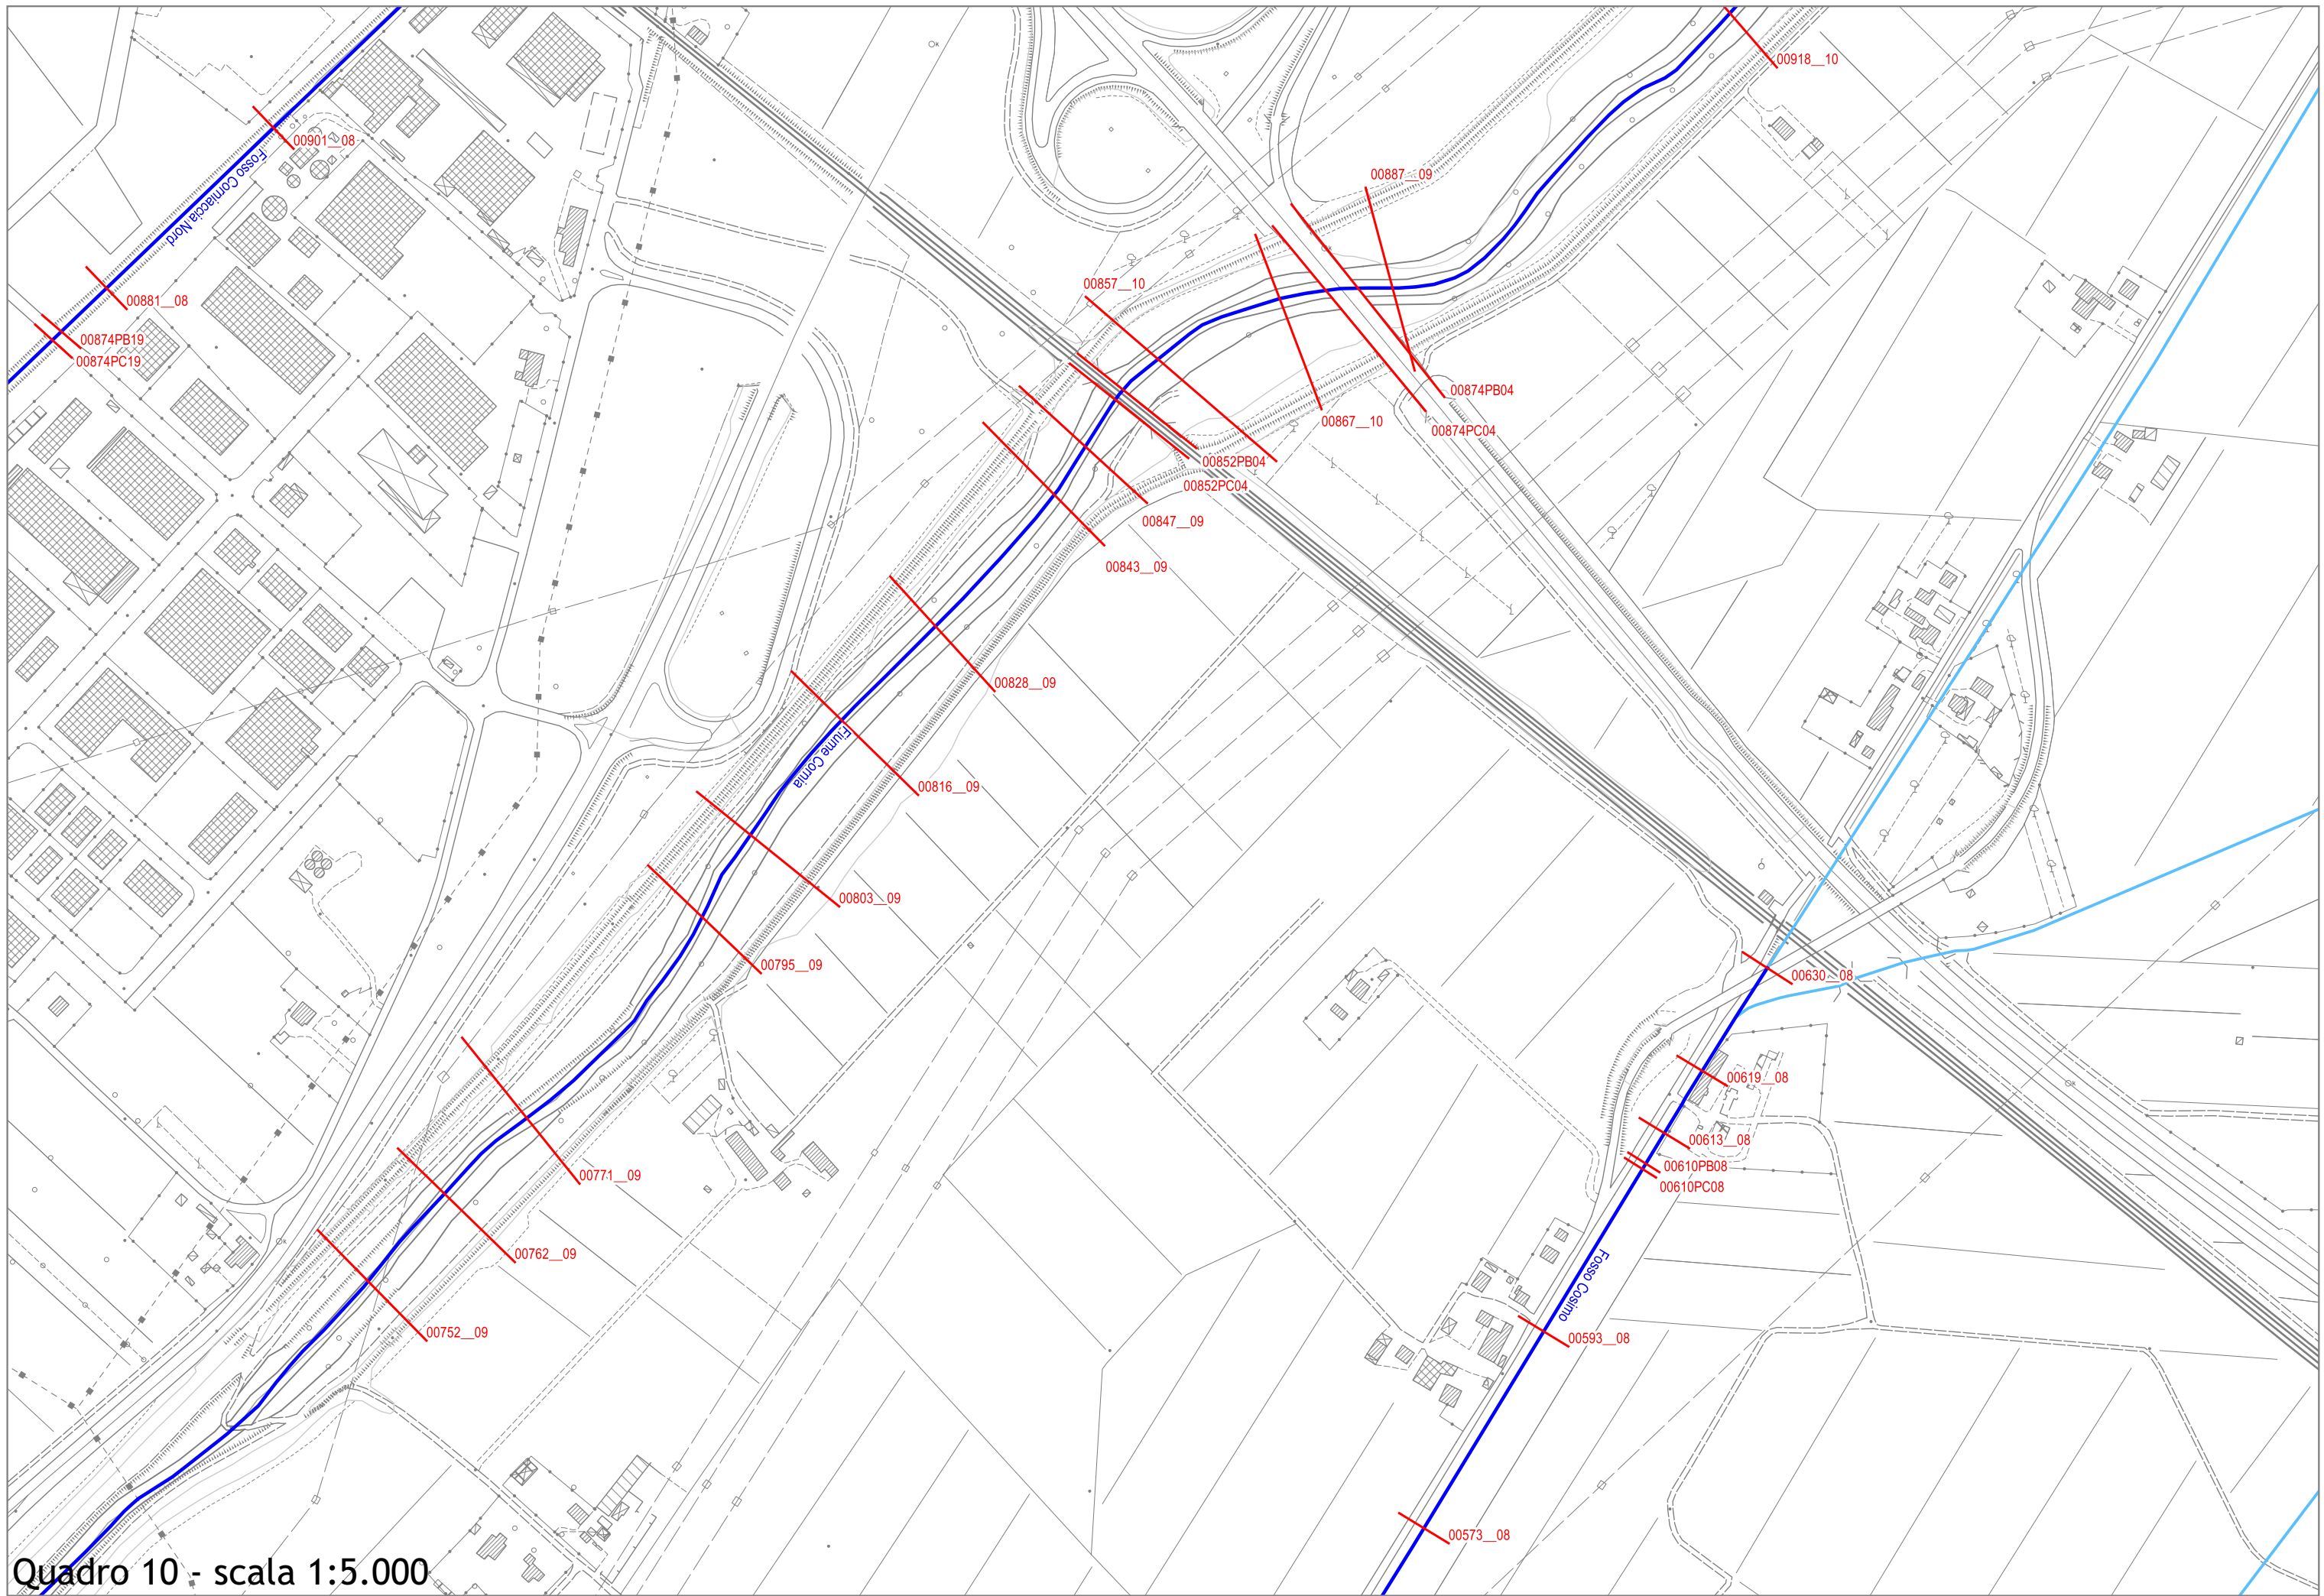 00918__10
00901__08
Fosso Corniaccia Nord
00887__09
00857__10
00881__08
00874PB19
00874PC19
00874PB04
00867__10
00874PC04
00852PB04
00852PC04
00847__09
00843__09
00828__09
Fiume Cornia
00816__09
00803__09
00795__09
00630__08
00619__08
00613__08
00610PB08
00771__09
00610PC08
00762__09
Fosso Cosimo
00752__09
00593__08
00573__08
Quadro 10 - scala 1:5.000